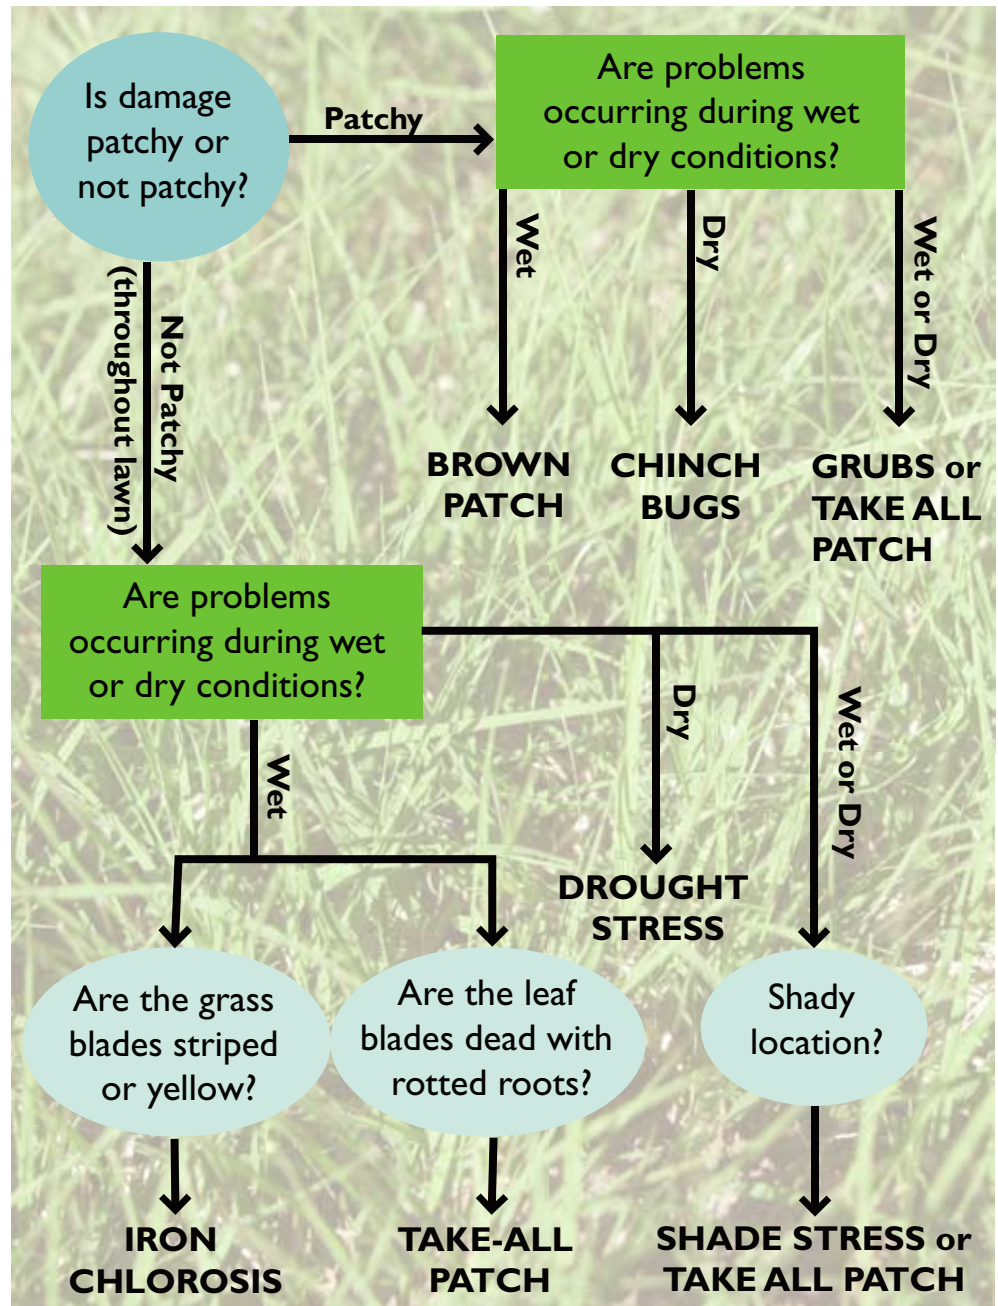 Is damage
patchy or
not patchy?
Patchy
Are problems
occurring during wet
or dry conditions?
Wet
Dry
Wet or Dry
BROWN
PATCH
CHINCH
BUGS
GRUBS or
TAKE ALL
PATCH
Not Patchy
(throughout lawn)
Are problems
occurring during wet
or dry conditions?
Wet
Dry
Wet or Dry
DROUGHT
STRESS
Are the grass
blades striped
or yellow?
Are the leaf
blades dead with
rotted roots?
Shady
location?
IRON
CHLOROSIS
TAKE-ALL
PATCH
SHADE STRESS or
TAKE ALL PATCH